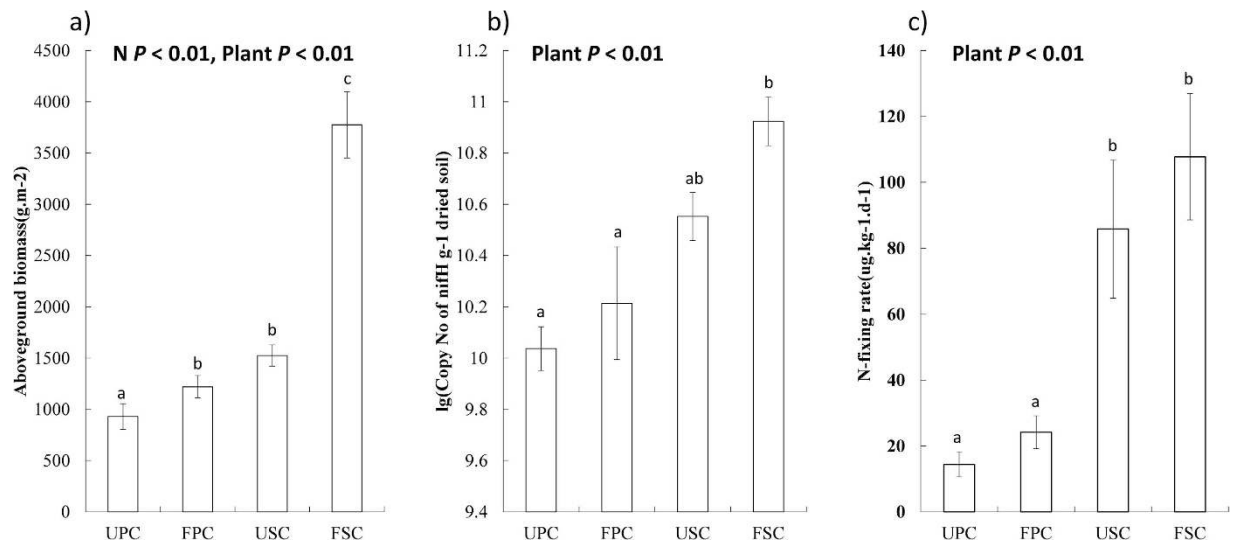 a)
N P < 0.01, Plant P < 0.01
Aboveground biomass(g.m-2)
4500
4000
3500
3000
2500
2000
1500
1000
500
0
a
b
b
c
UPC FPC USC FSC
b)
Plant P < 0.01
lg(Copy No of nifH g-1 dried soil)
11.2
11
10.8
10.6
10.4
10.2
10
9.8
9.6
9.4
a
a
ab
b
UPC FPC USC FSC
c)
Plant P < 0.01
N-fixing rate(ug.kg-1.d-1)
140
120
100
80
60
40
20
0
a
a
b
b
UPC FPC USC FSC